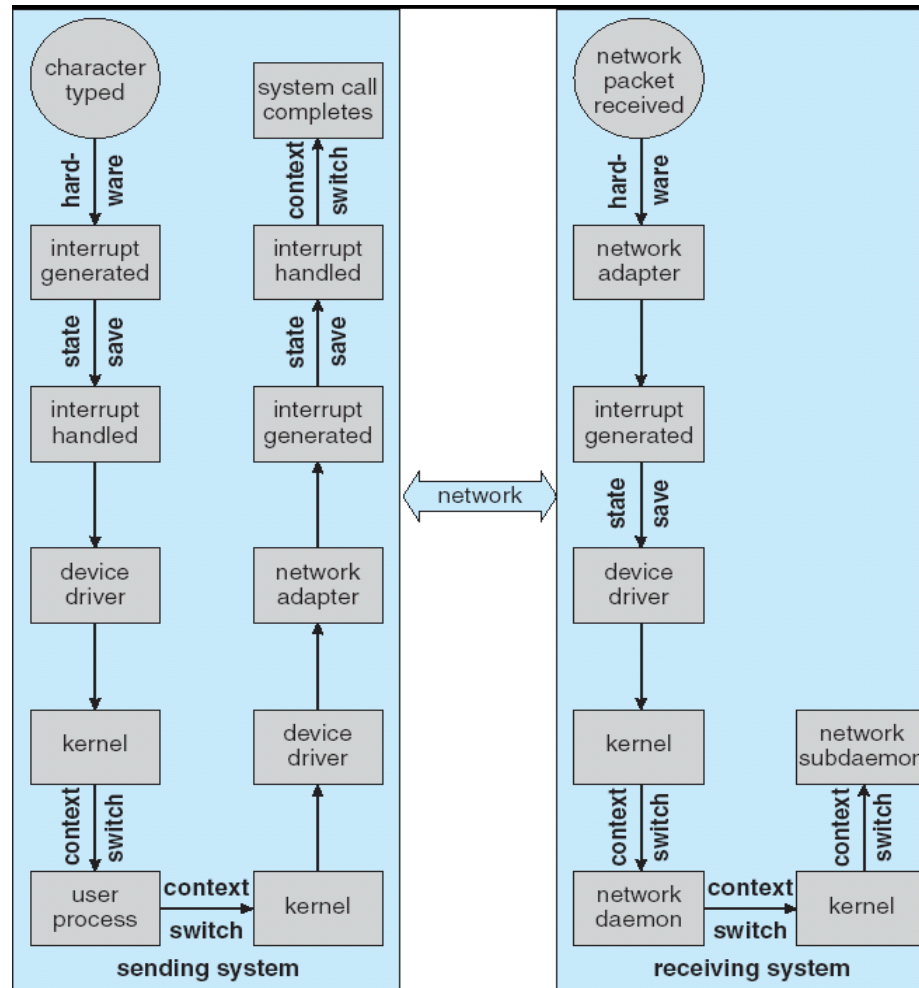 character
typed
hard-
ware
interrupt
generated
state
save
interrupt
handled
device
driver
kernel
context
switch
user
process
context
switch
kernel
device
driver
network
adapter
interrupt
generated
state
save
interrupt
handled
context
switch
system call
completes
sending system
network
network
packet
received
hard-
ware
network
adapter
interrupt
generated
state
save
device
driver
kernel
context
switch
network
daemon
context
switch
kernel
context
switch
network
subdaemon
receiving system